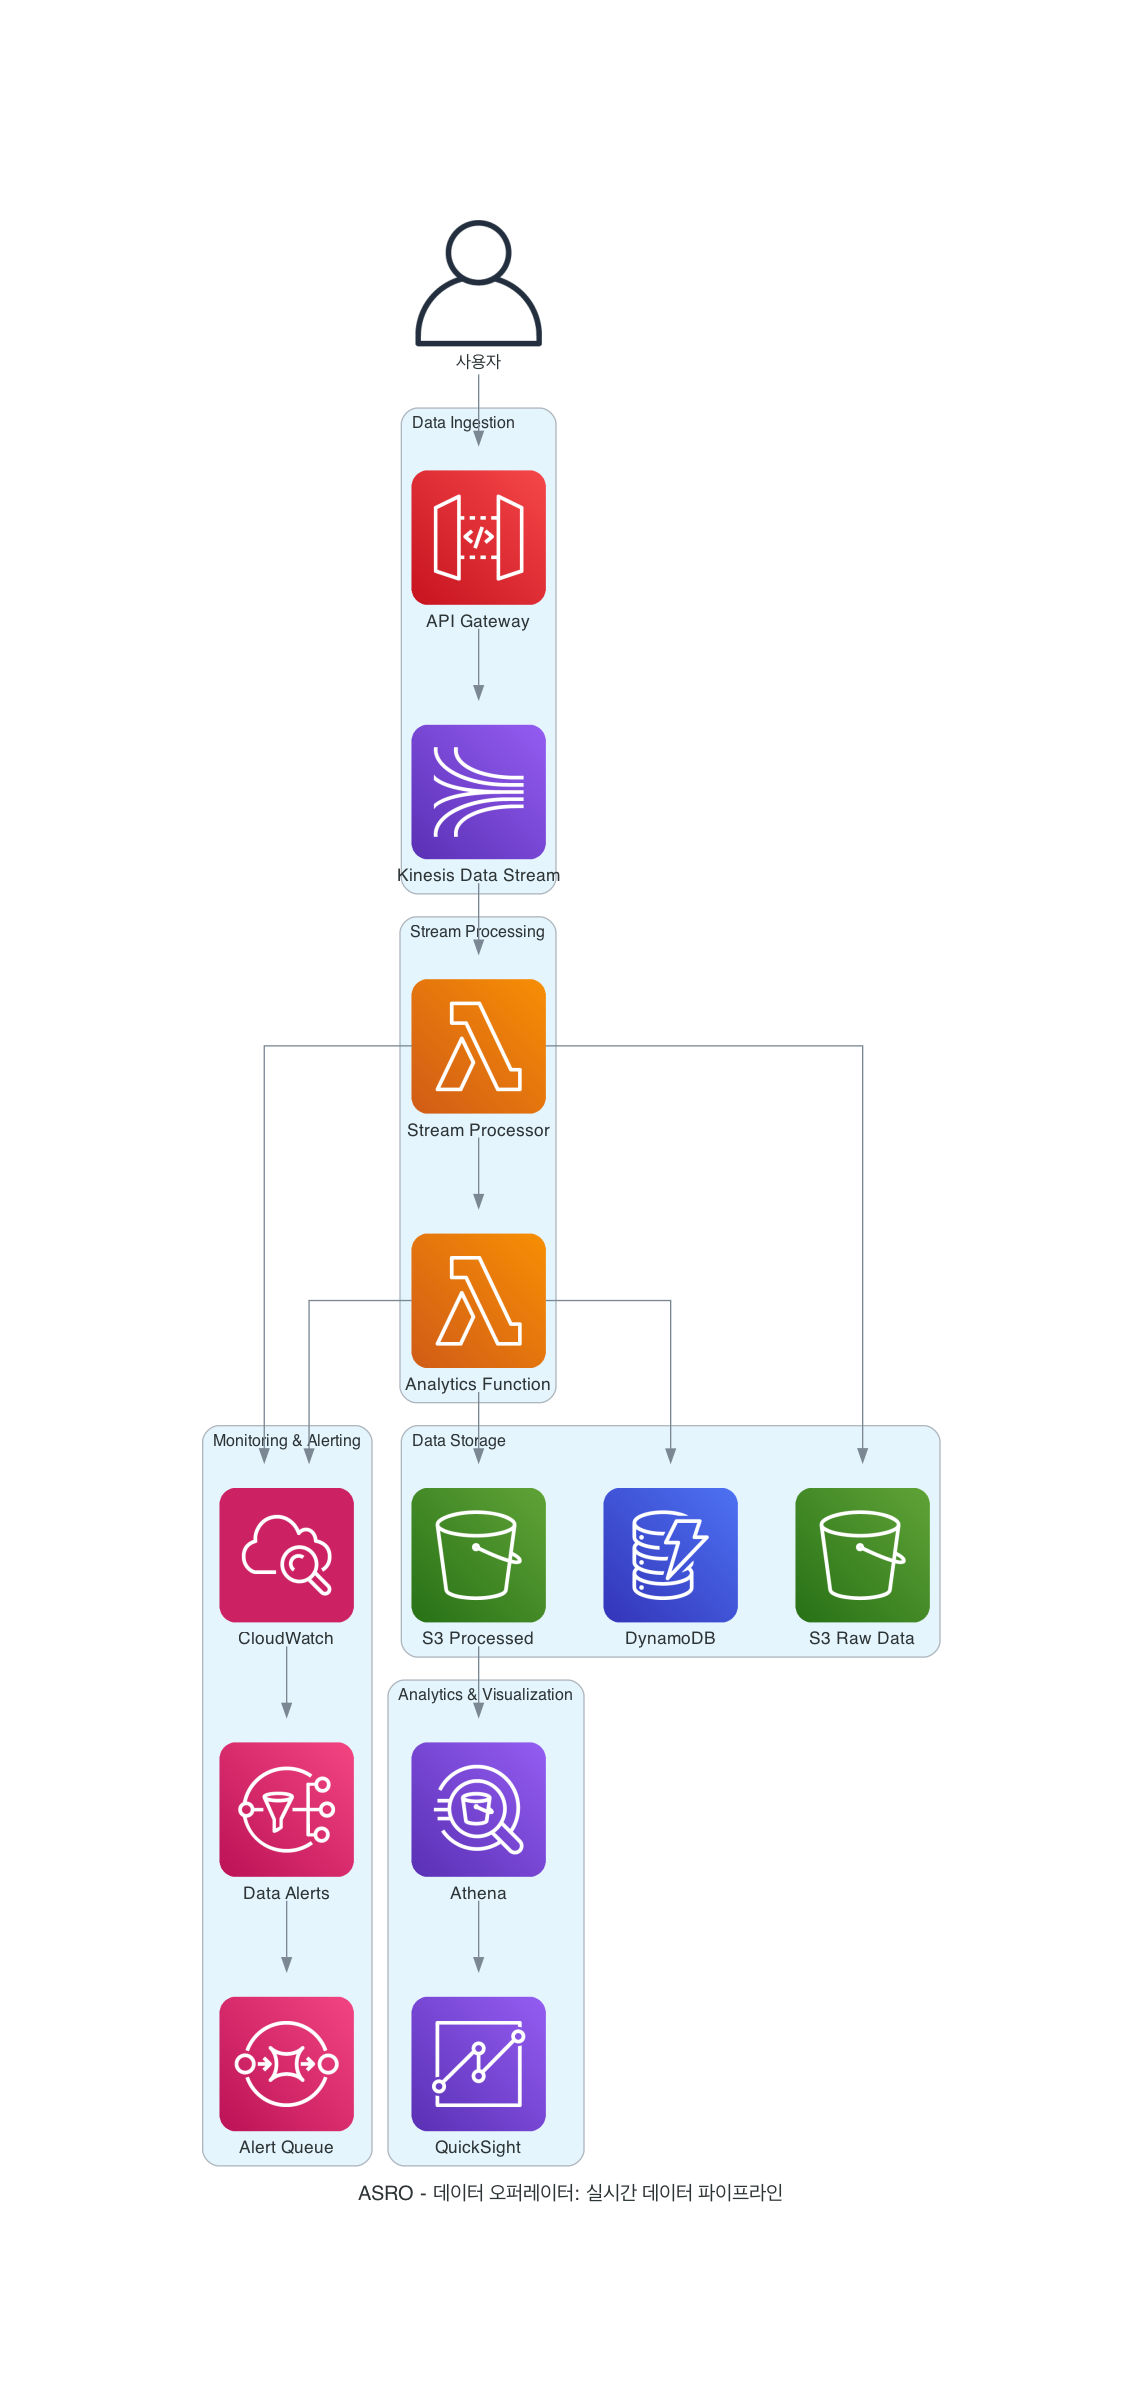 사용자
Data Ingestion
API Gateway
Kinesis Data Stream
Stream Processing
Stream Processor
Analytics Function
Monitoring & Alerting
Data Storage
CloudWatch
S3 Processed
DynamoDB
S3 Raw Data
Analytics & Visualization
Data Alerts
Athena
Alert Queue
QuickSight
ASRO - 데이터 오퍼레이터: 실시간 데이터 파이프라인